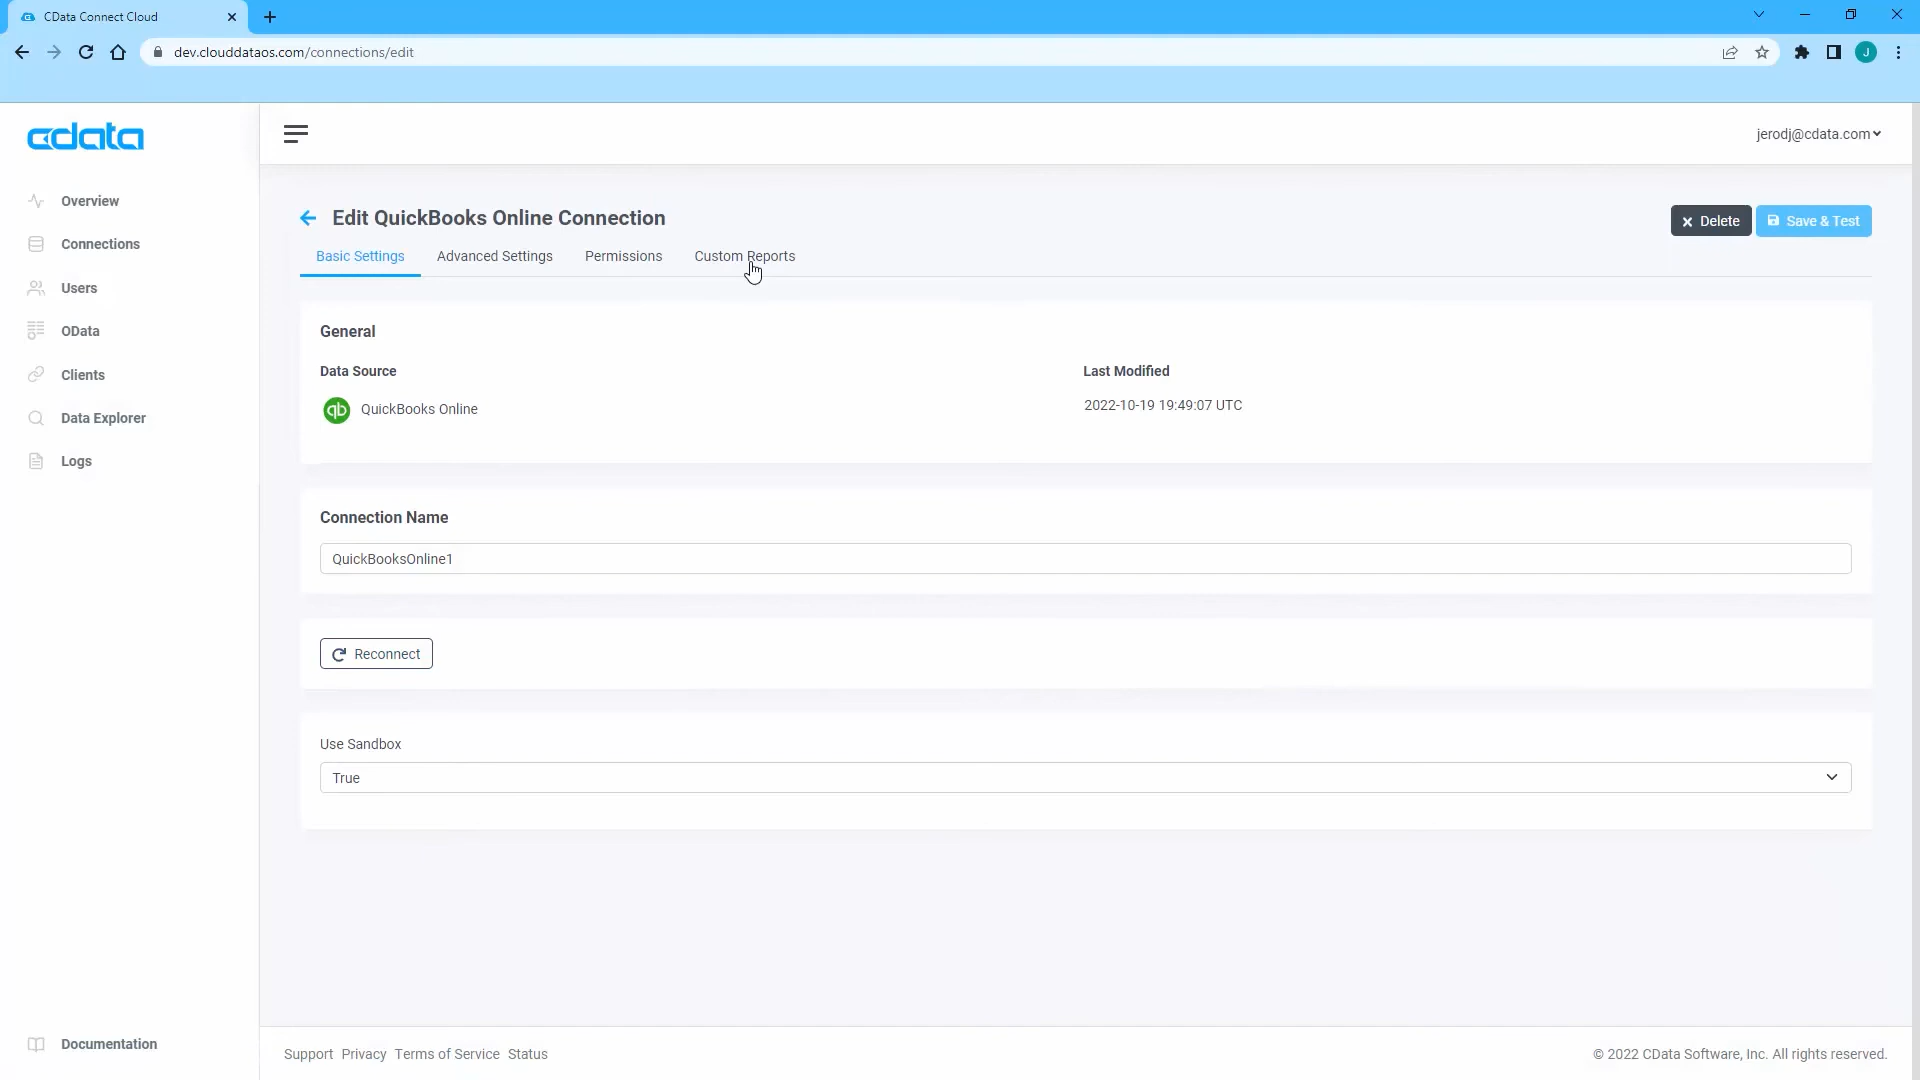 CData Connect Cloud
dev.clouddataos.com/connections/edit
J
cdata
jerodj@cdata.com
Overview
Connections
Users
OData
Clients
Data Explorer
Logs
Documentation
Edit QuickBooks Online Connection
Delete
Save & Test
Basic Settings
Advanced Settings
Permissions
Custom Reports
General
Data Source
Last Modified
qb
QuickBooks Online
2022-10-19 19:49:07 UTC
Connection Name
QuickBooksOnline1
Reconnect
Use Sandbox
True
Support Privacy Terms of Service Status
© 2022 CData Software, Inc. All rights reserved.